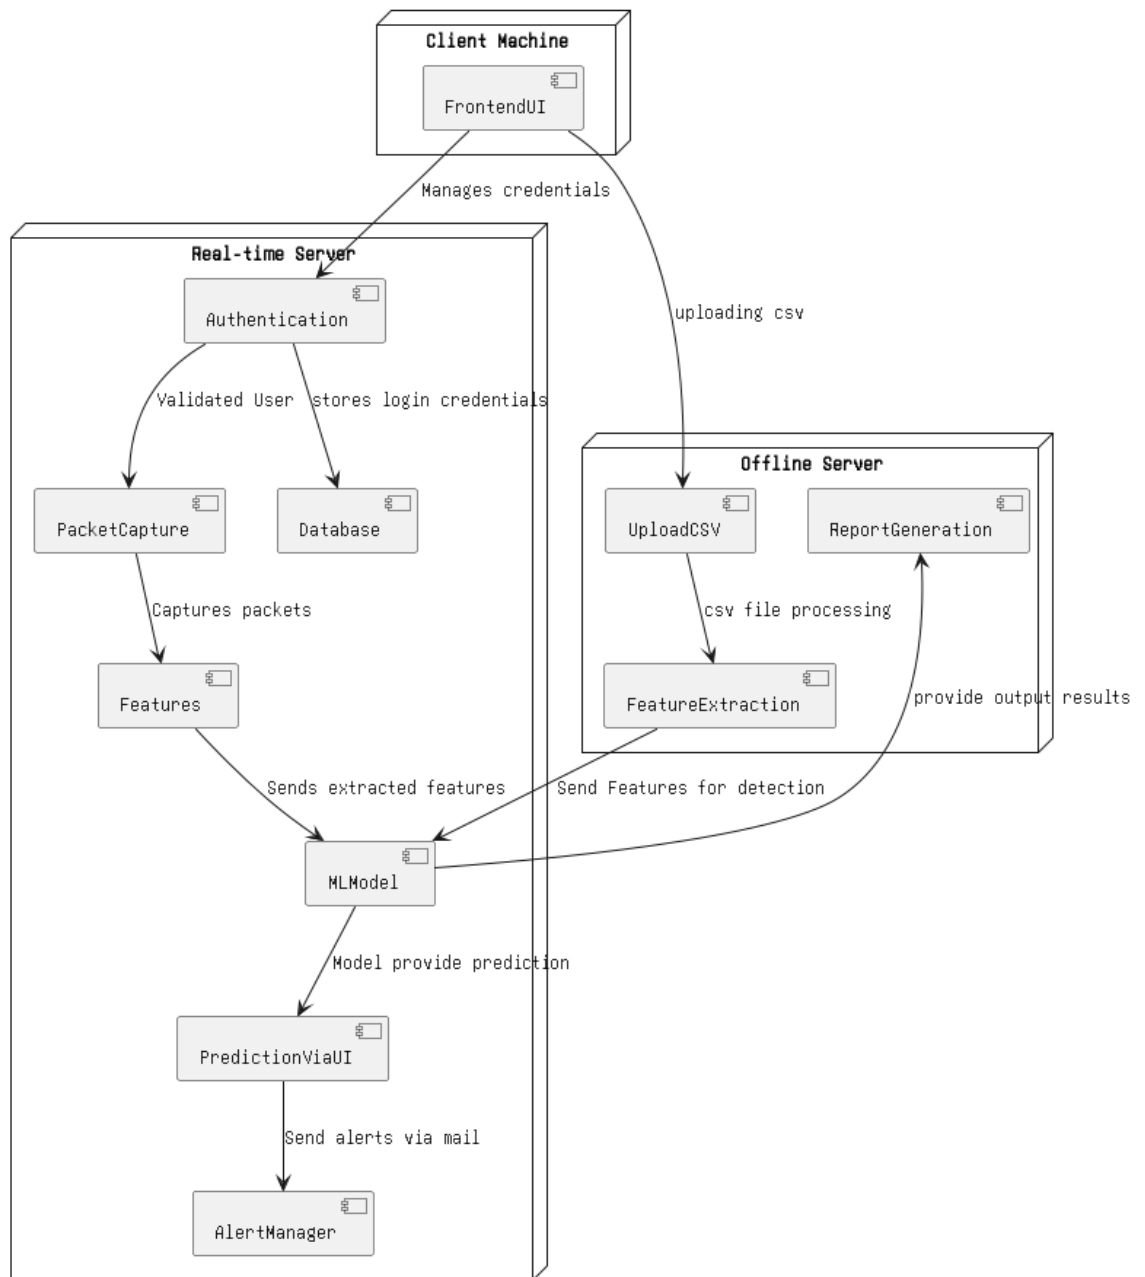 Client Machine
FrontendUI
Manages credentials
Real-time Server
Authentication
uploading csv
Validated User
stores login credentials
Offline Server
PacketCapture
Database
UploadCSV
ReportGeneration
Captures packets
csv file processing
Features
FeatureExtraction
provide output results
Sends extracted features
Send Features for detection
MLModel
Model provide prediction
PredictionViaUI
Send alerts via mail
AlertManager